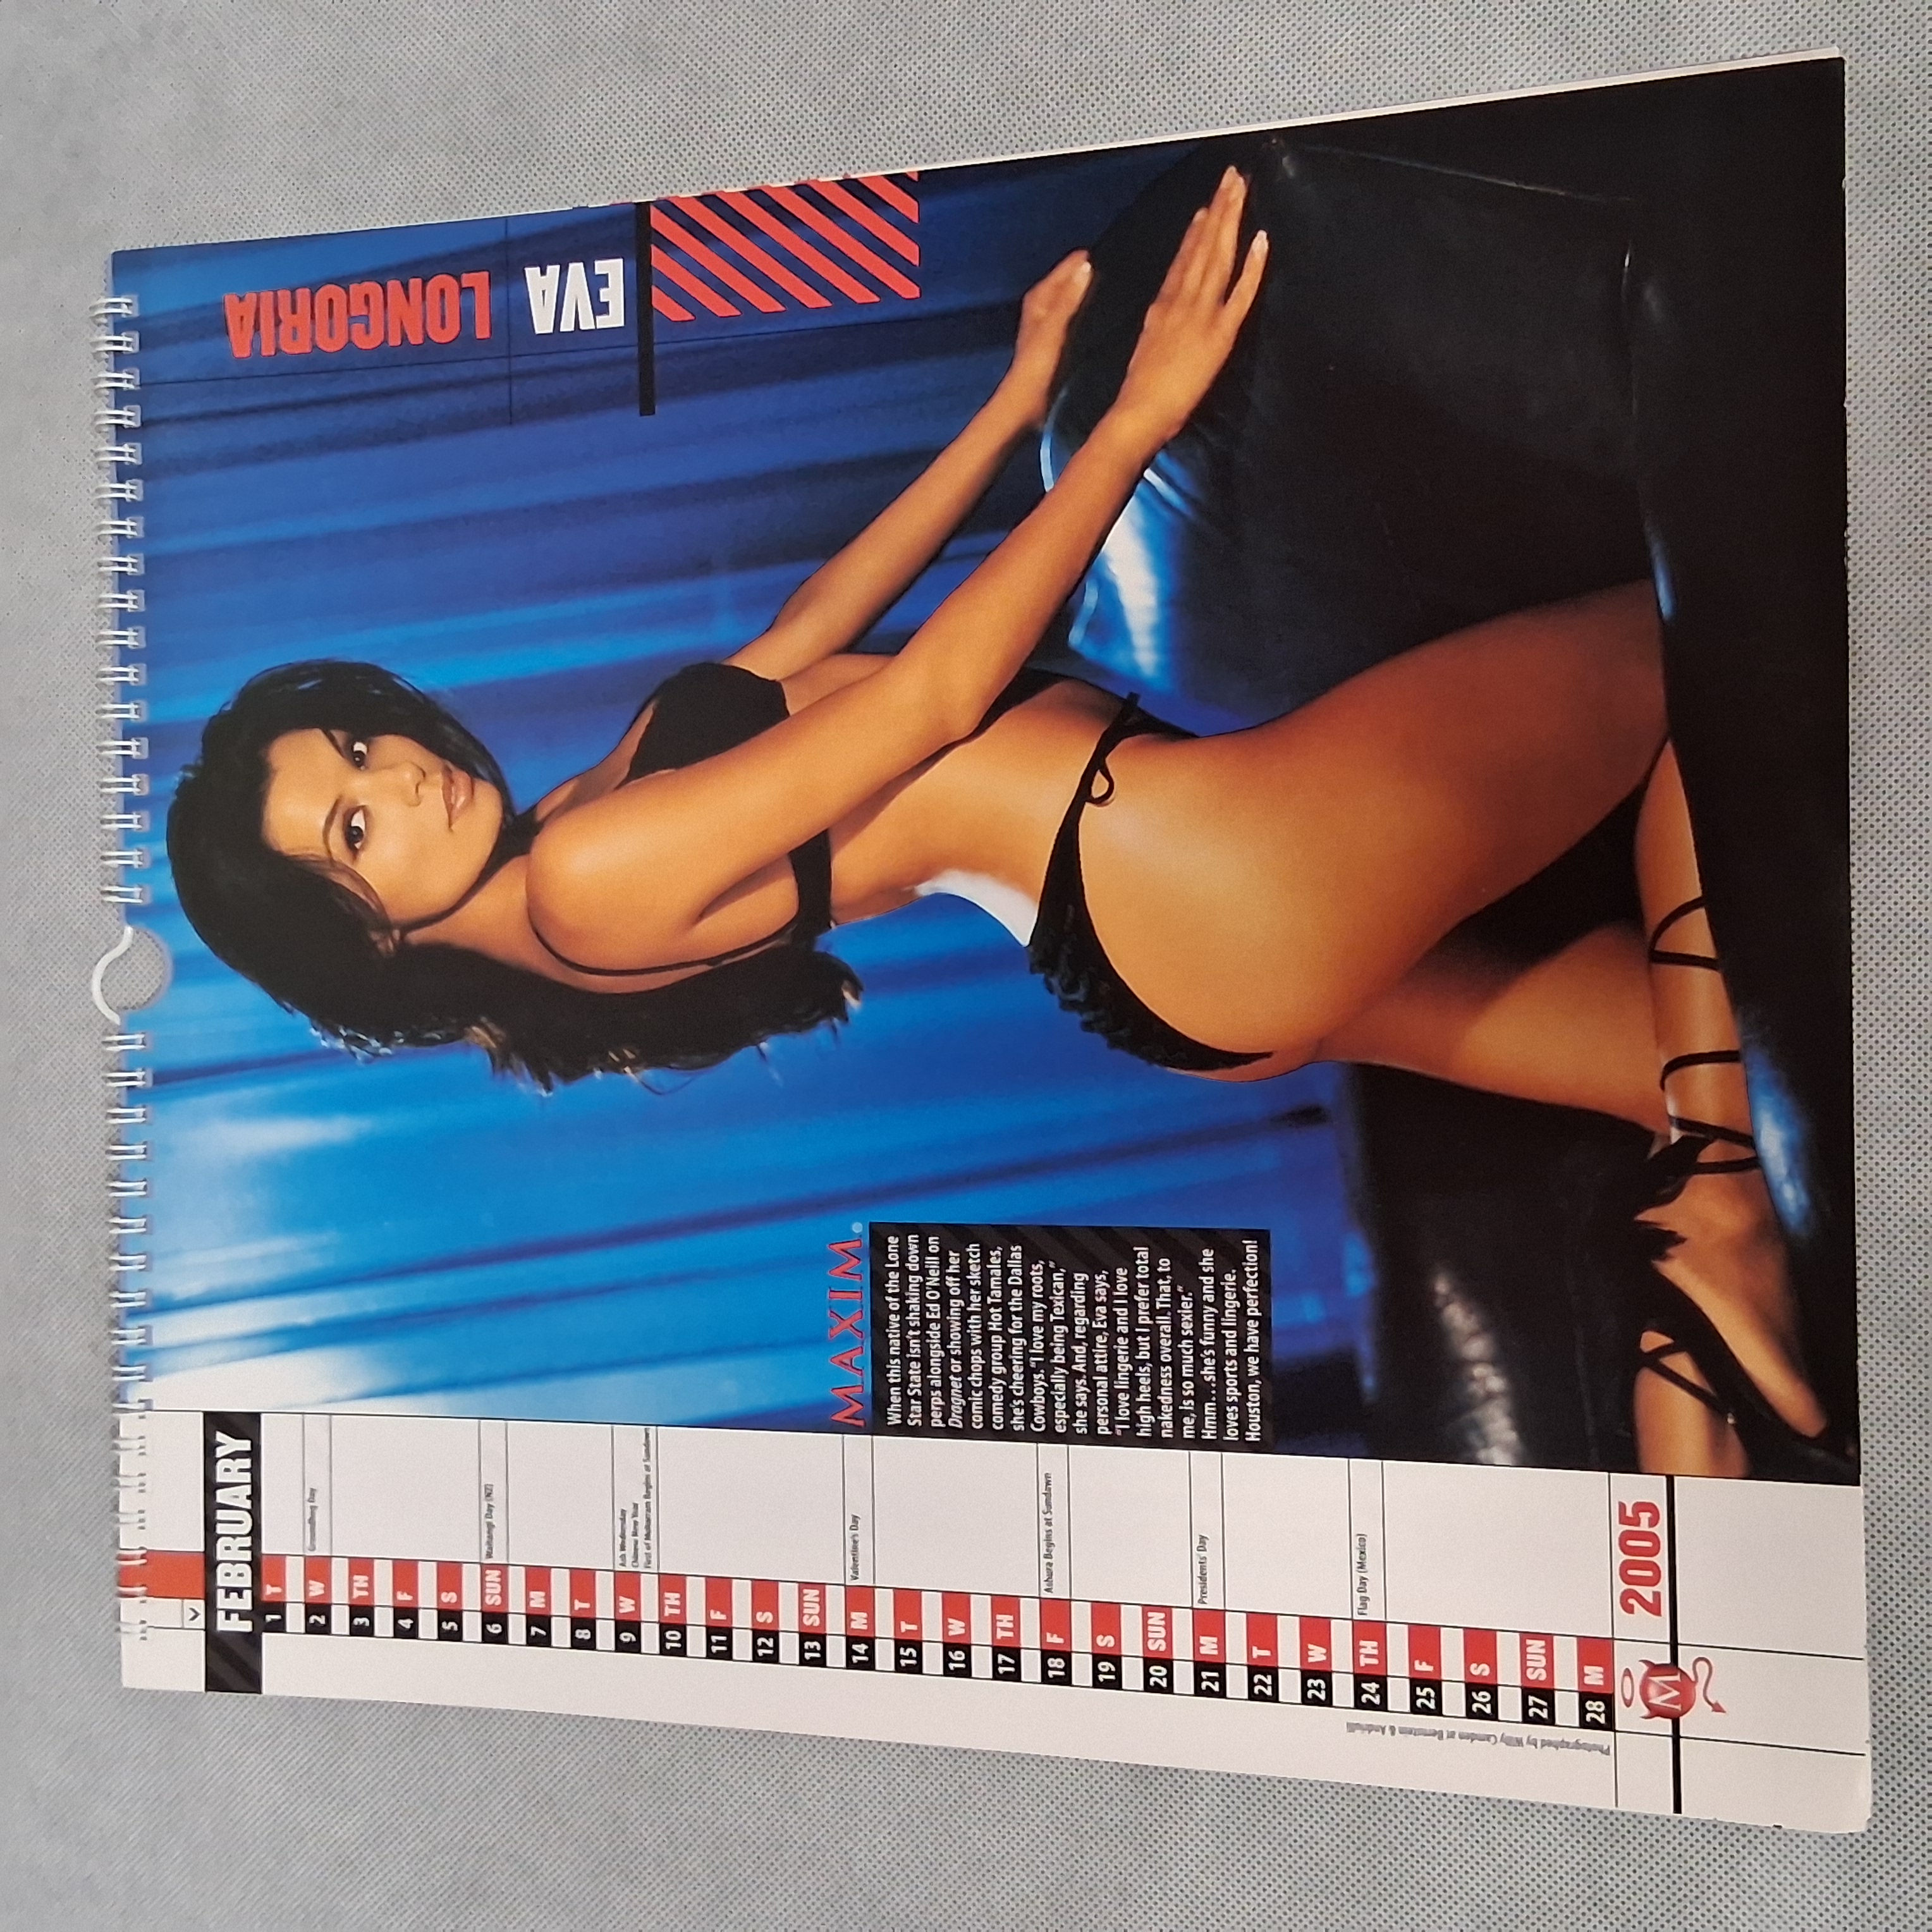 EVA
LONGORIA
MAXIM®
When this native of the Lone
Star State isn't shaking down
perps alongside Ed O'Neill on
Dragnet or showing off her
comic chops with her sketch
comedy group Hot Tamales,
she's cheering for the Dallas
Cowboys. "I love my roots,
especially being Texican,"
she says. And, regarding
personal attire, Eva says,
"I love lingerie and I love
high heels, but I prefer total
nakedness overall. That, to
me, is so much sexier."
Hmm...she's funny and she
loves sports and lingerie.
Houston, we have perfection!
FEBRUARY
1 T
2 W Groundhog Day
3 TH
4 F
5 S
6 SUN Waitangi Day (NZ)
7 M
8 T
9 W Ash Wednesday
Chinese New Year
First of Muharram Begins at Sundown
10 TH
11 F
12 S
13 SUN
14 M Valentine's Day
15 T
16 W
17 TH
18 F Ashura Begins at Sundown
19 S
20 SUN
21 M Presidents' Day
22 T
23 W
24 TH Flag Day (Mexico)
25 F
26 S
27 SUN
28 M
2005
M
Photographed by Willy Camden at Bernstein & Andriulli